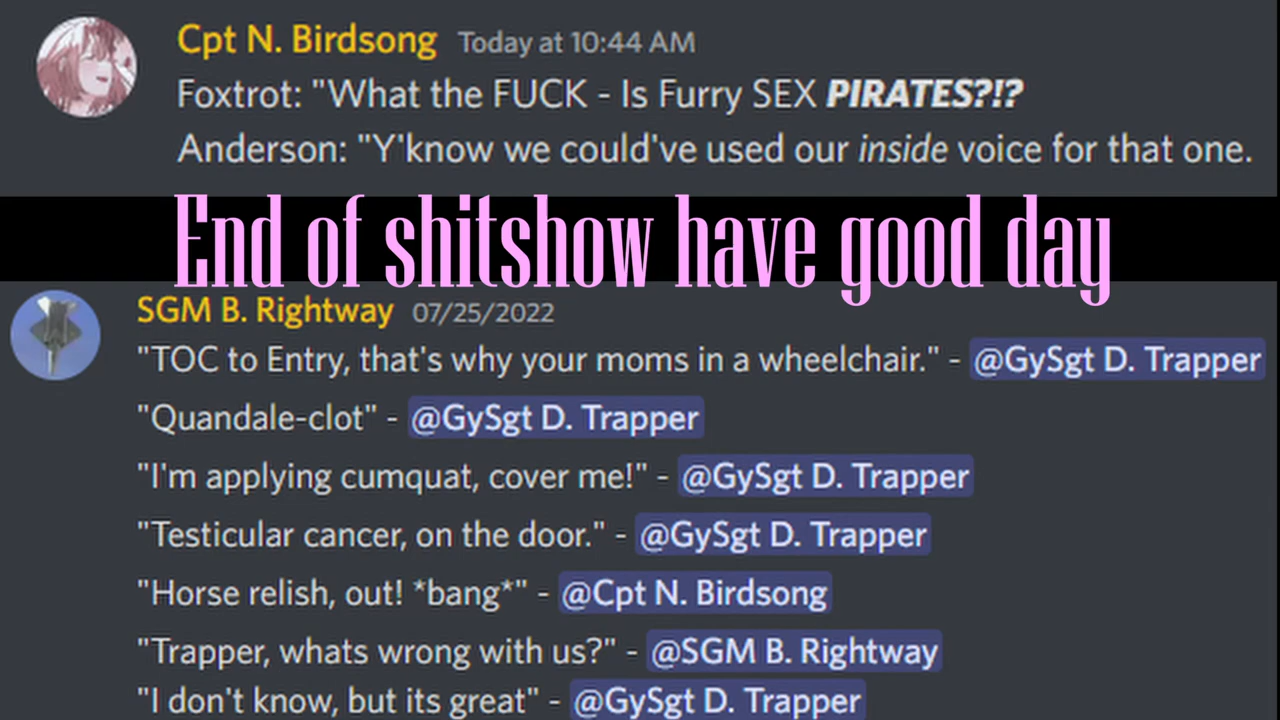 Cpt N. Birdsong Today at 10:44 AM
Foxtrot: "What the FUCK - Is Furry SEX PIRATES?!?
Anderson: "Y'know we could've used our inside voice for that one.
End of shitshow have good day
SGM B. Rightway 07/25/2022
"TOC to Entry, that's why your moms in a wheelchair." - @GySgt D. Trapper
"Quandale-clot" - @GySgt D. Trapper
"I'm applying cumquat, cover me!" - @GySgt D. Trapper
"Testicular cancer, on the door." - @GySgt D. Trapper
"Horse relish, out! *bang*" - @Cpt N. Birdsong
"Trapper, whats wrong with us?" - @SGM B. Rightway
"I don't know, but its great" - @GySgt D. Trapper